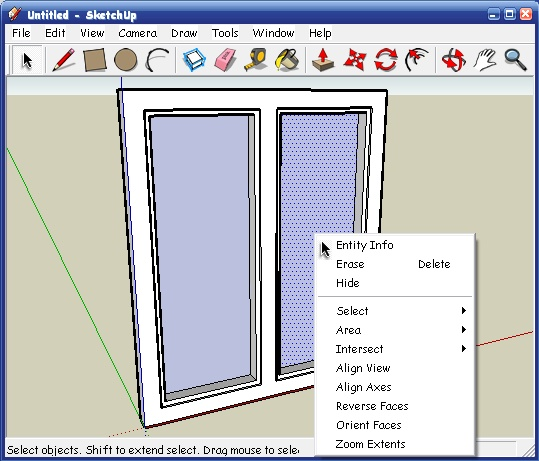 Untitled - SketchUp
File Edit View Camera Draw Tools Window Help
Entity Info
Erase Delete
Hide
Select
Area
Intersect
Align View
Align Axes
Reverse Faces
Orient Faces
Zoom Extents
Select objects. Shift to extend select. Drag mouse to sele